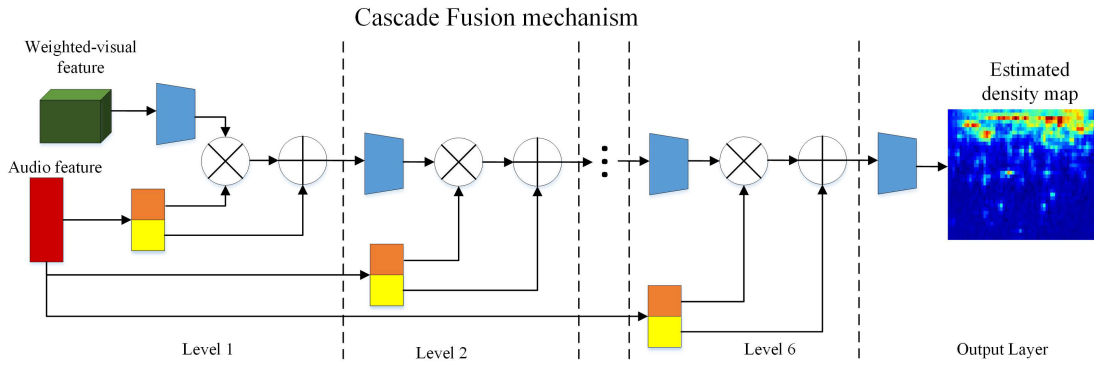 Cascade Fusion mechanism
Weighted-visual
feature
Audio feature
Estimated
density map
Level 1
Level 2
Level 6
Output Layer